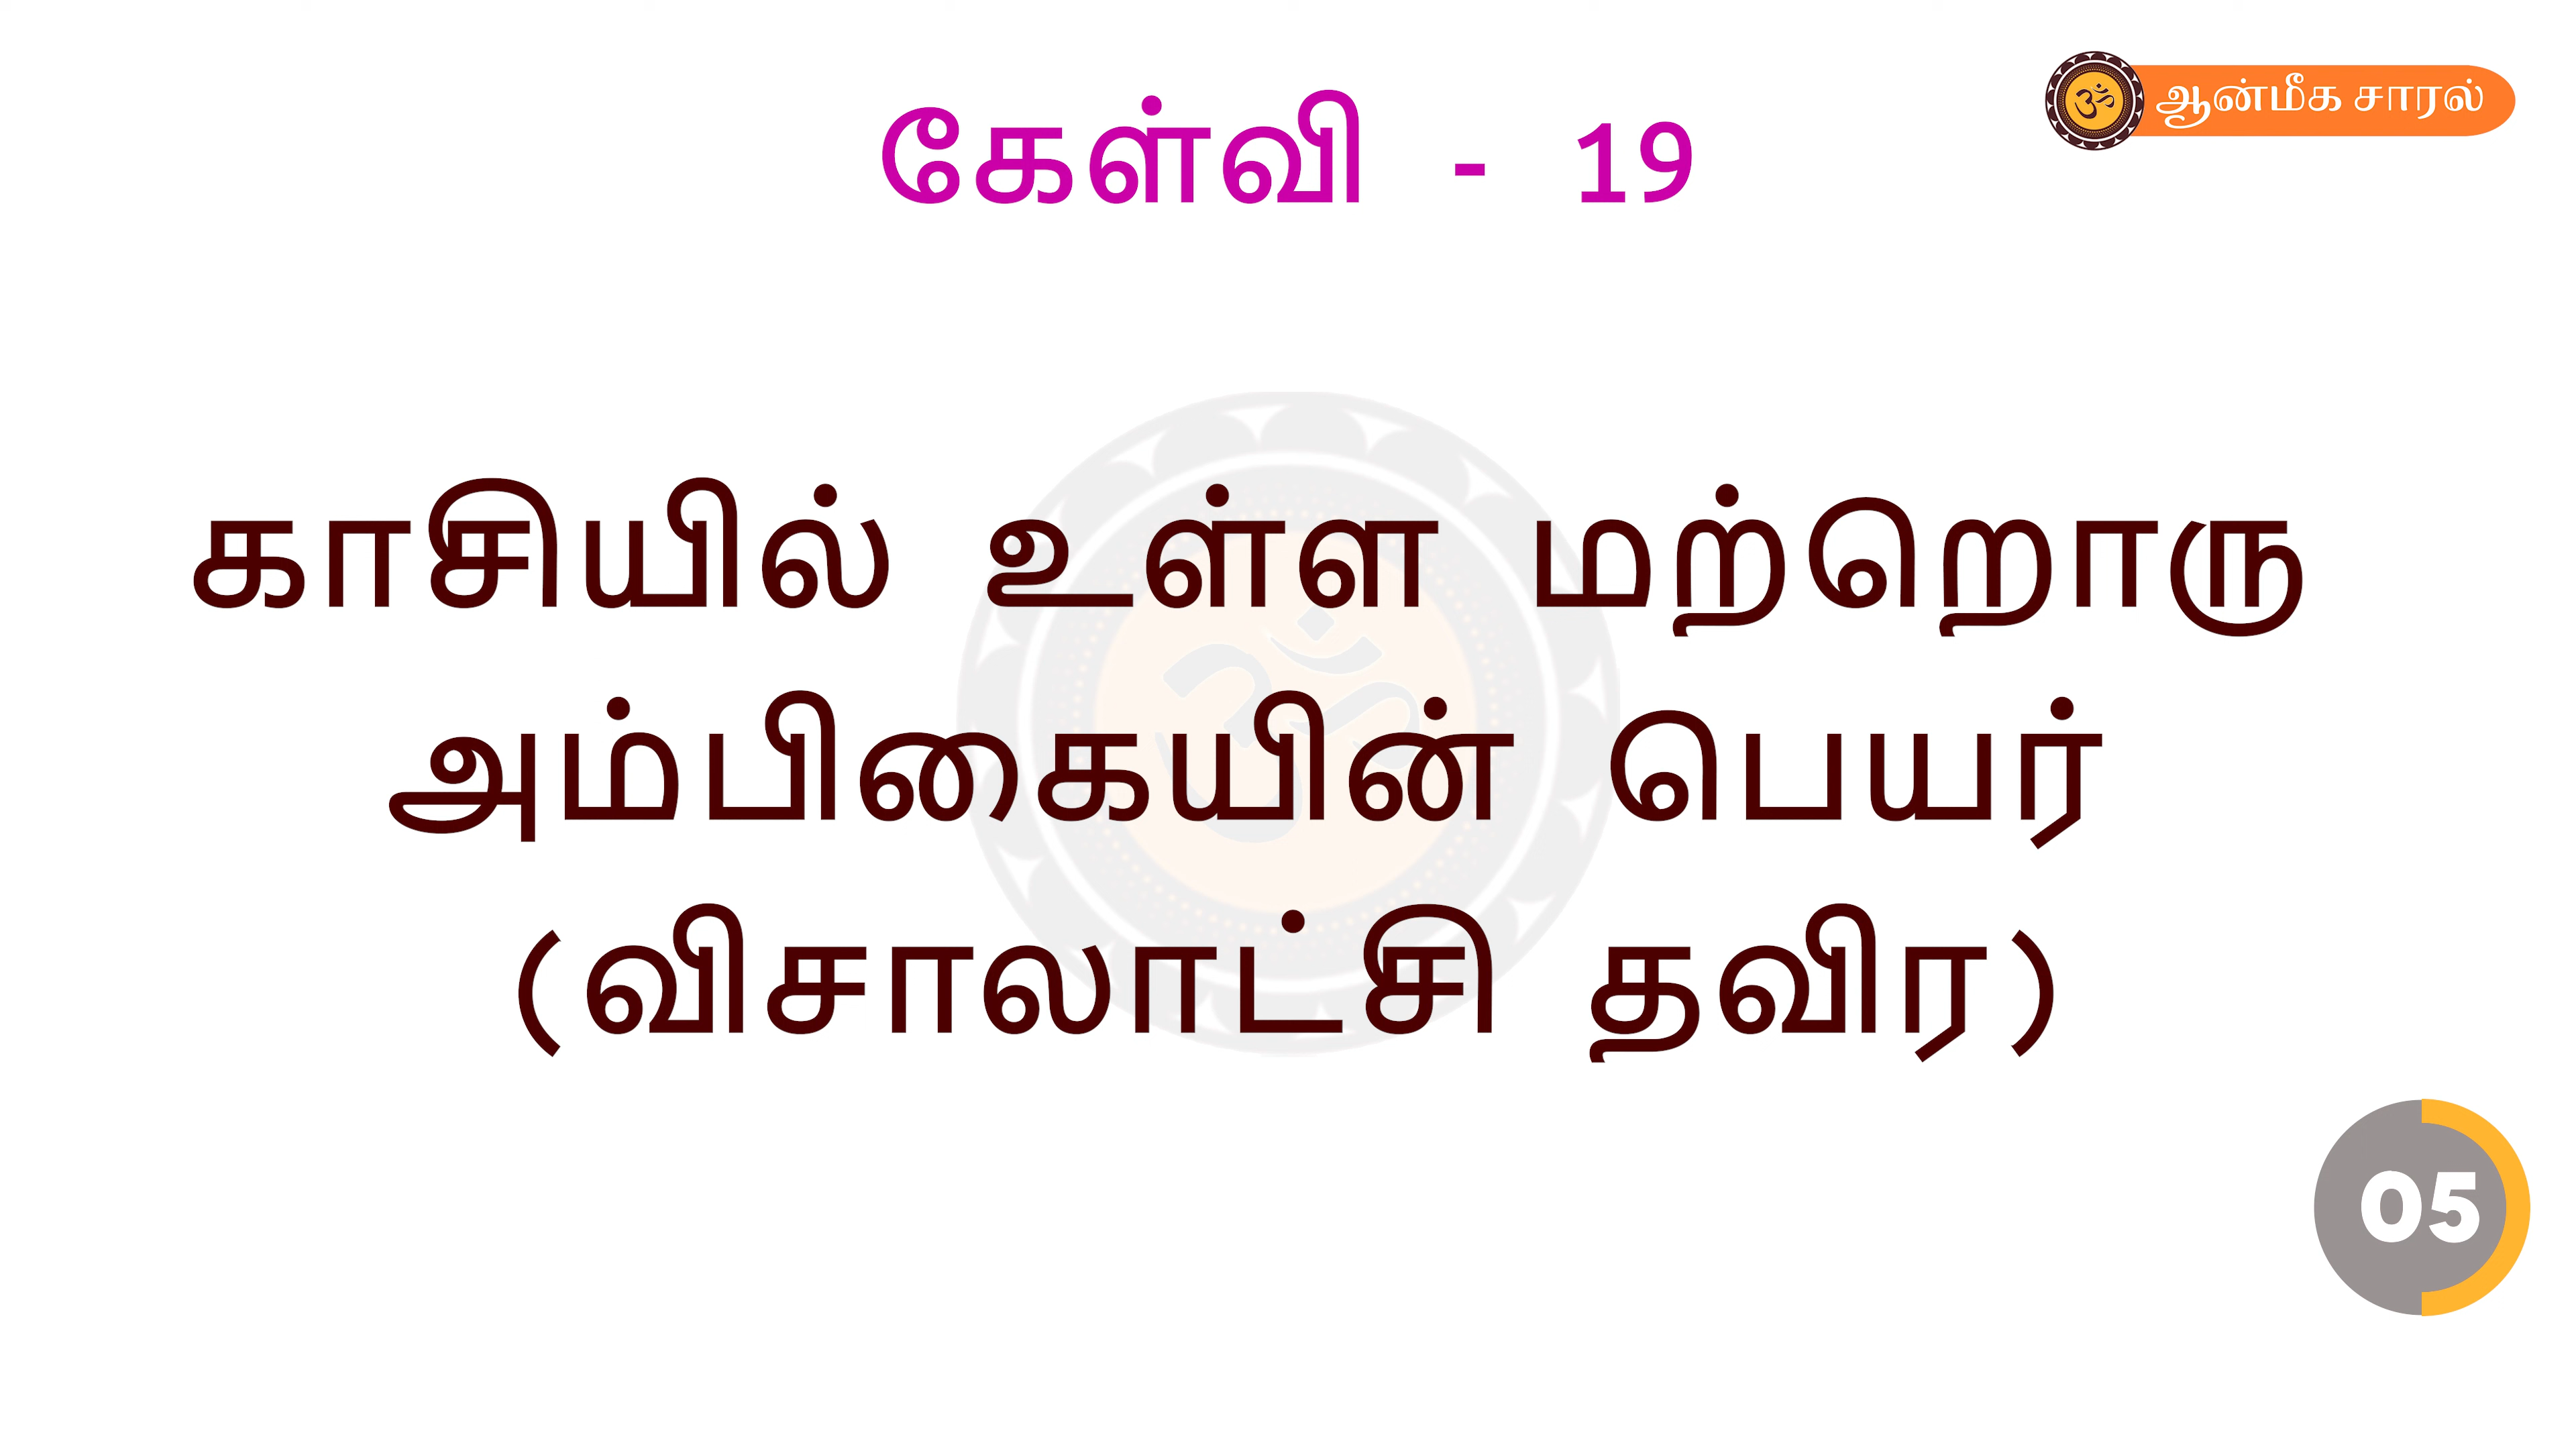 ஆன்மீக சாரல்
கேள்வி - 19
காசியில் உள்ள மற்றொரு
அம்பிகையின் பெயர்
(விசாலாட்சி தவிர)
05